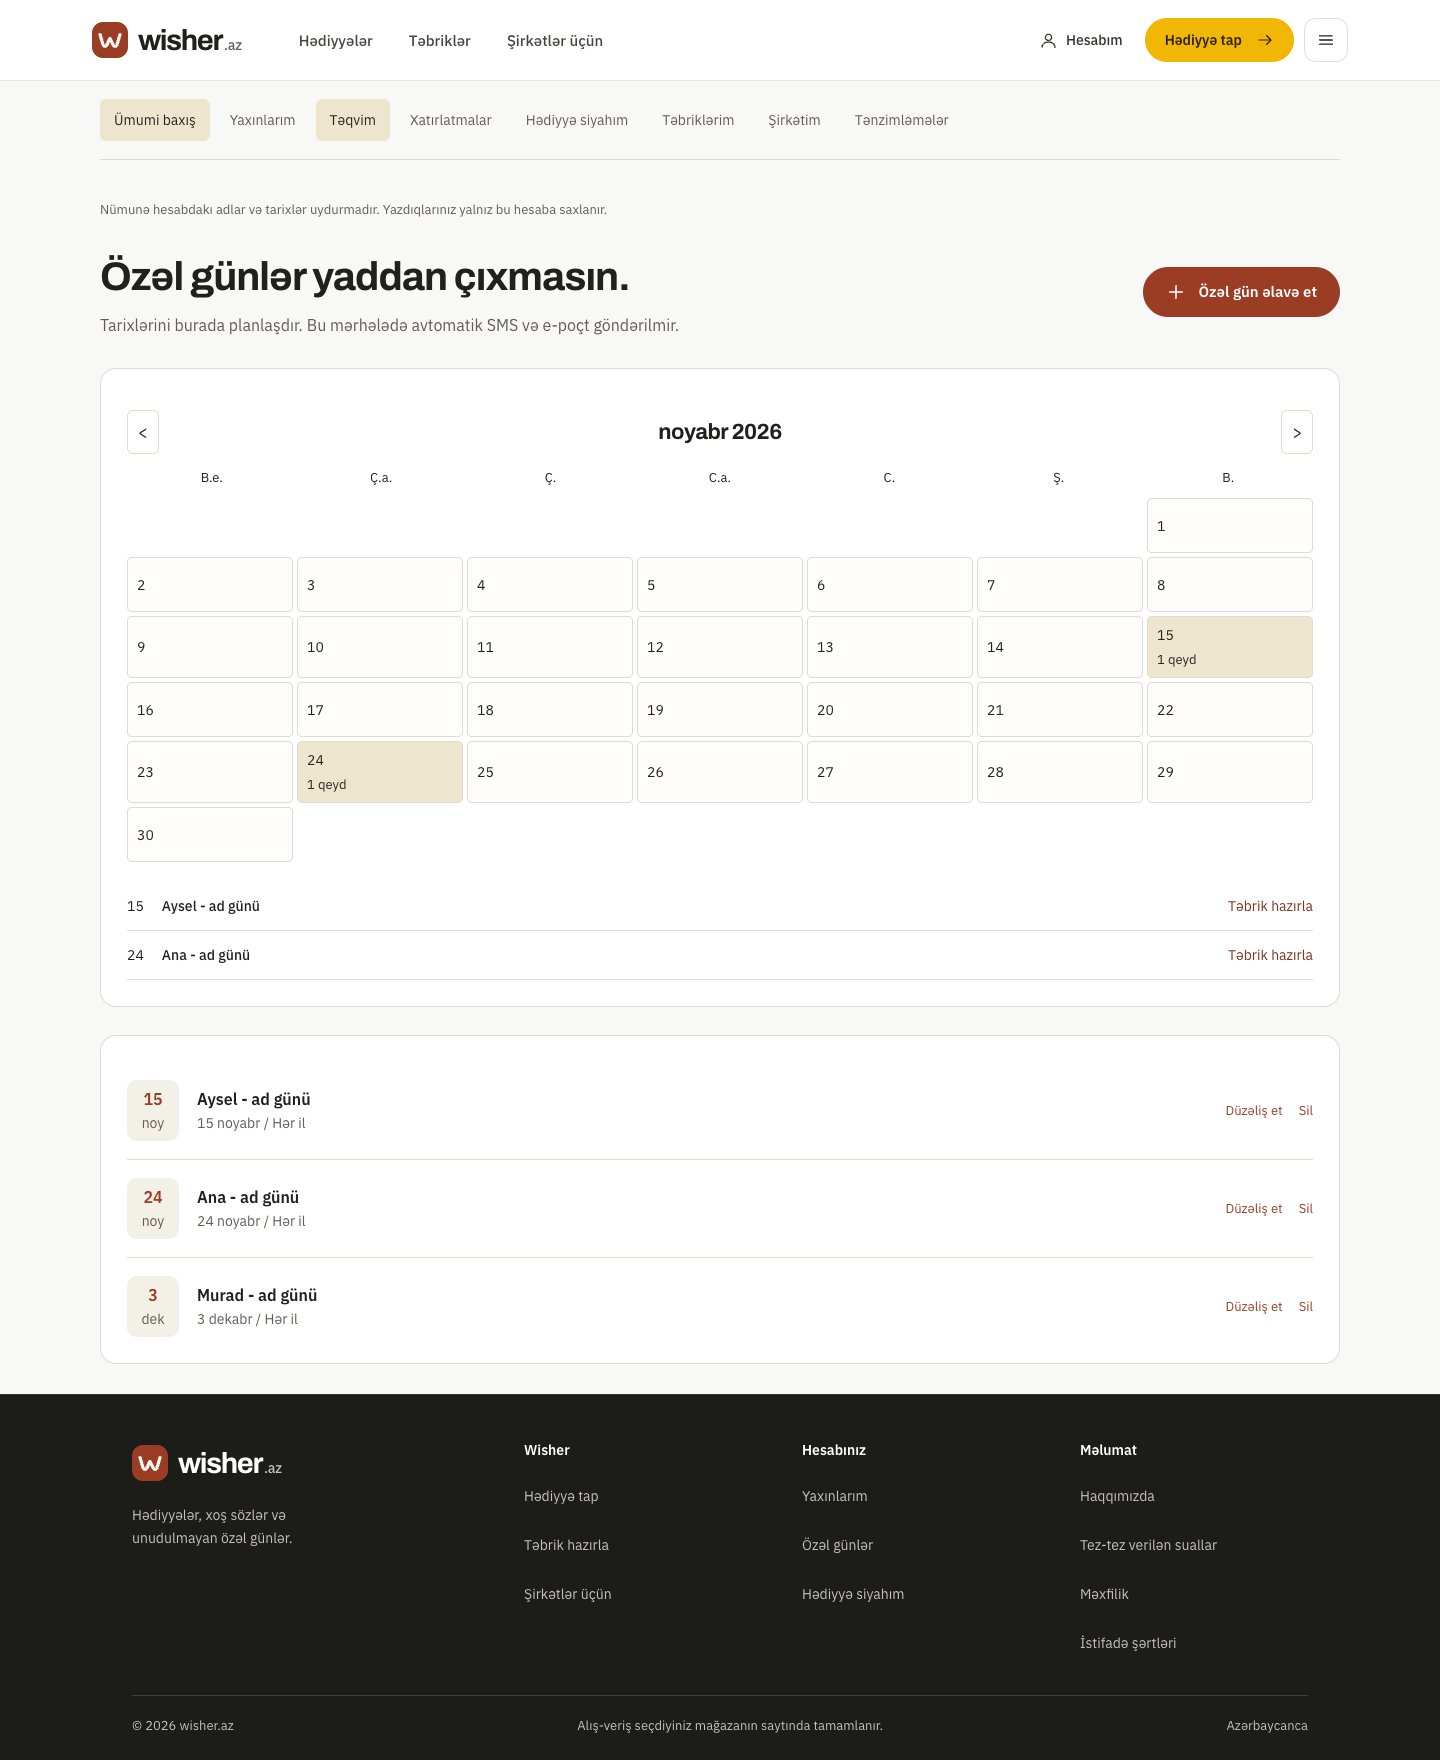 wisher.az
Hədiyyələr
Təbriklər
Şirkətlər üçün
Hesabım
Hədiyyə tap
Ümumi baxış
Yaxınlarım
Təqvim
Xatırlatmalar
Hədiyyə siyahım
Təbriklərim
Şirkətim
Tənzimləmələr
Nümunə hesabdakı adlar və tarixlər uydurmadır. Yazdıqlarınız yalnız bu hesaba saxlanır.
Özəl günlər yaddan çıxmasın.
Tarixlərini burada planlaşdır. Bu mərhələdə avtomatik SMS və e-poçt göndərilmir.
Özəl gün əlavə et
<
noyabr 2026
>
B.e. Ç.a. Ç. C.a. C. Ş. B.
1
2 3 4 5 6 7 8
9 10 11 12 13 14 15
1 qeyd
16 17 18 19 20 21 22
23 24 25 26 27 28 29
1 qeyd
30
15 Aysel - ad günü Təbrik hazırla
24 Ana - ad günü Təbrik hazırla
15 noy
Aysel - ad günü
15 noyabr / Hər il
Düzəliş et Sil
24 noy
Ana - ad günü
24 noyabr / Hər il
Düzəliş et Sil
3 dek
Murad - ad günü
3 dekabr / Hər il
Düzəliş et Sil
wisher.az
Hədiyyələr, xoş sözlər və
unudulmayan özəl günlər.
Wisher
Hədiyyə tap
Təbrik hazırla
Şirkətlər üçün
Hesabınız
Yaxınlarım
Özəl günlər
Hədiyyə siyahım
Məlumat
Haqqımızda
Tez-tez verilən suallar
Məxfilik
İstifadə şərtləri
© 2026 wisher.az
Alış-veriş seçdiyiniz mağazanın saytında tamamlanır.
Azərbaycanca